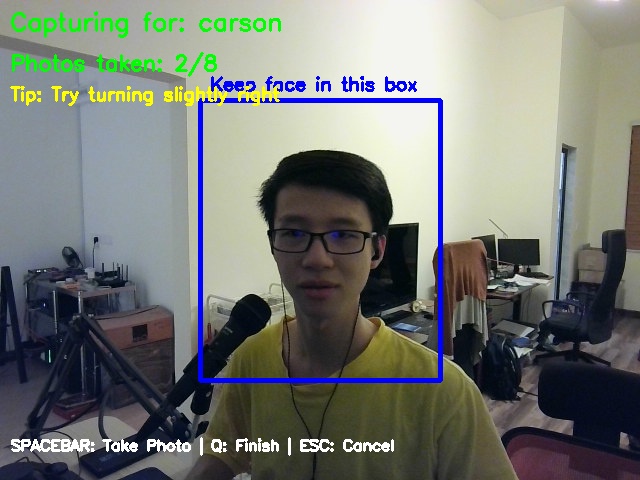 Capturing for: carson
Photos taken: 2/8
Keep face in this box
Tip: Try turning slightly right
SPACEBAR: Take Photo | Q: Finish | ESC: Cancel